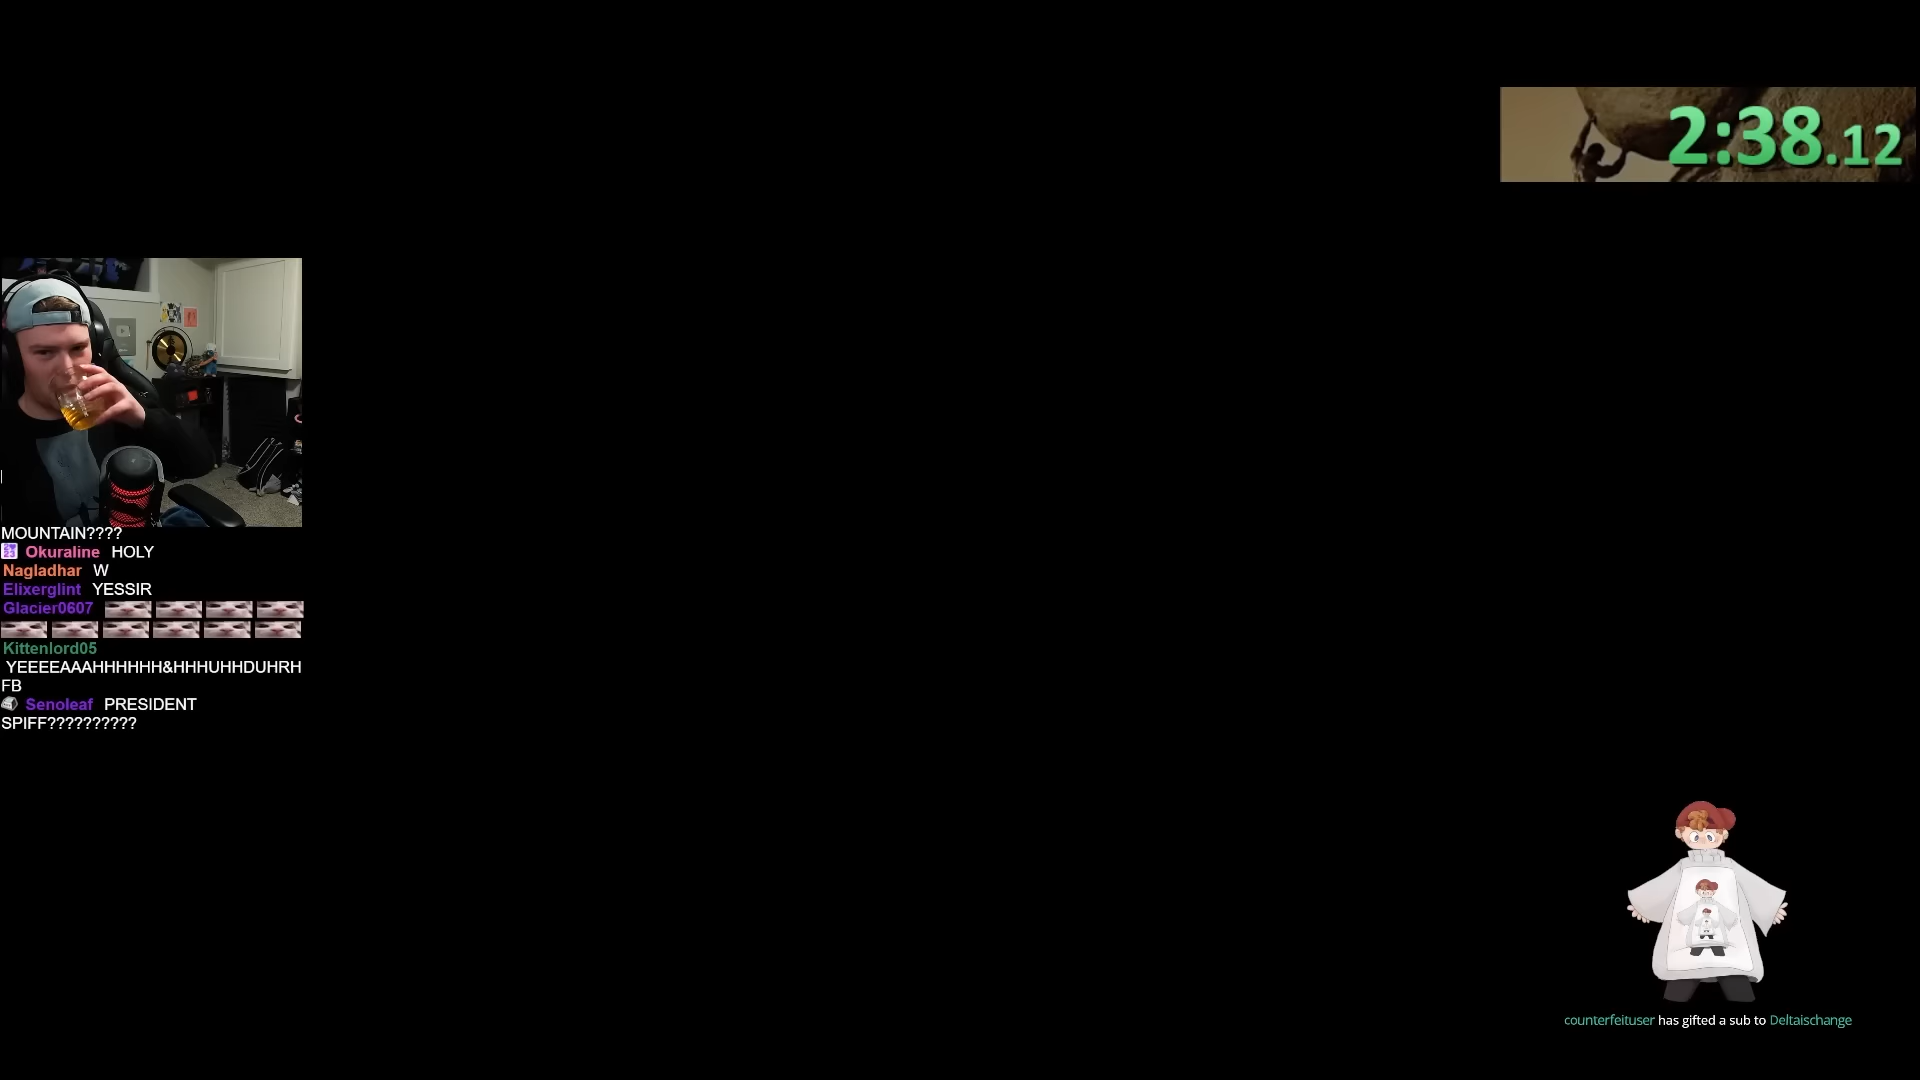 2:38.12
MOUNTAIN????
Okuraline HOLY
Nagladhar W
Elixerglint YESSIR
Glacier0607
Kittenlord05
YEEEEAAAHHHHHH&HHHUHHDUHRH
FB
Senoleaf PRESIDENT
SPIFF??????????
counterfeituser has gifted a sub to Deltaischange